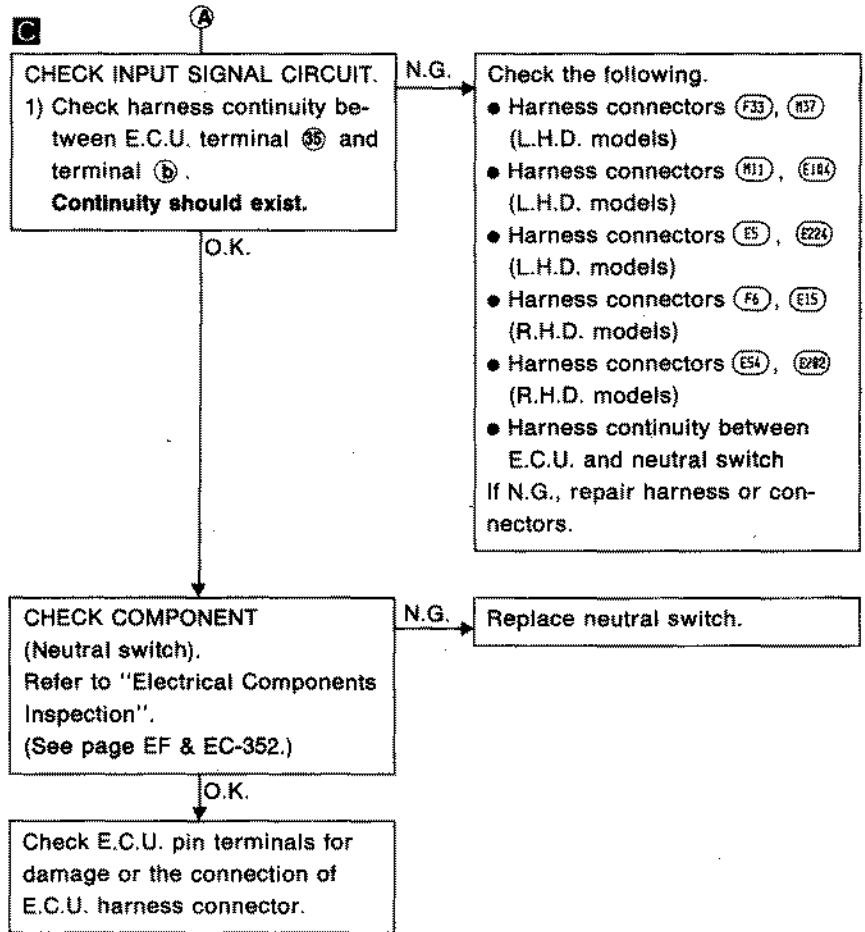 A
C
CHECK INPUT SIGNAL CIRCUIT.
1) Check harness continuity be-
tween E.C.U. terminal 35 and
terminal b .
Continuity should exist.
N.G.
Check the following.
● Harness connectors F33, M37
(L.H.D. models)
● Harness connectors M11, E104
(L.H.D. models)
● Harness connectors E5, E224
(L.H.D. models)
● Harness connectors F6, E15
(R.H.D. models)
● Harness connectors E54, E202
(R.H.D. models)
● Harness continuity between
E.C.U. and neutral switch
If N.G., repair harness or con-
nectors.
O.K.
CHECK COMPONENT
(Neutral switch).
Refer to "Electrical Components
Inspection".
(See page EF & EC-352.)
N.G.
Replace neutral switch.
O.K.
Check E.C.U. pin terminals for
damage or the connection of
E.C.U. harness connector.